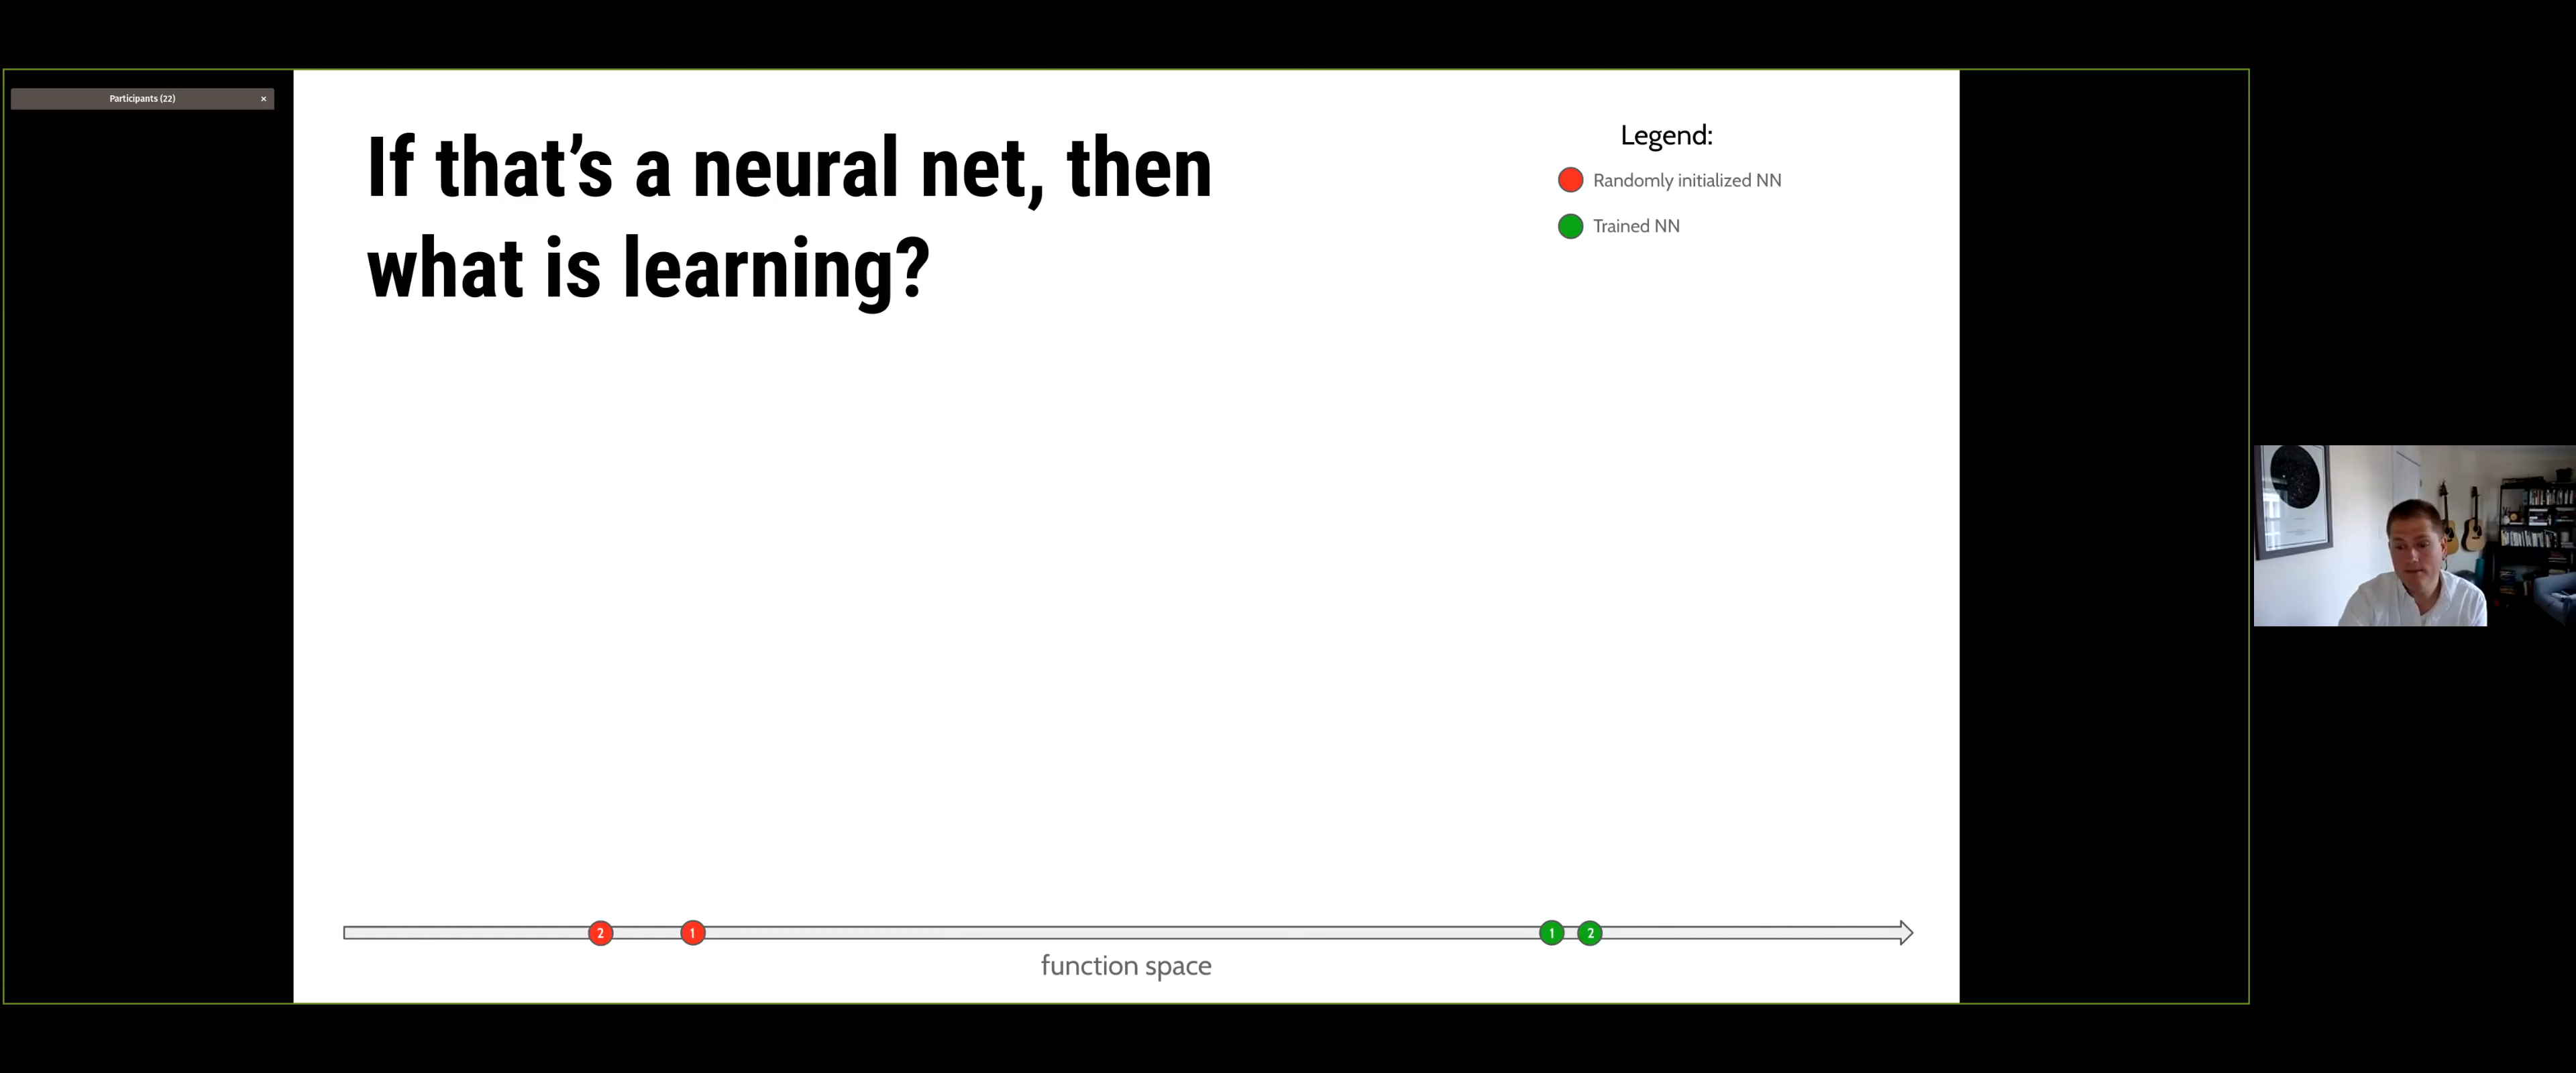 Participants (22) ×
If that’s a neural net, then
what is learning?
Legend:
Randomly initialized NN
Trained NN
2 1 1 2
function space